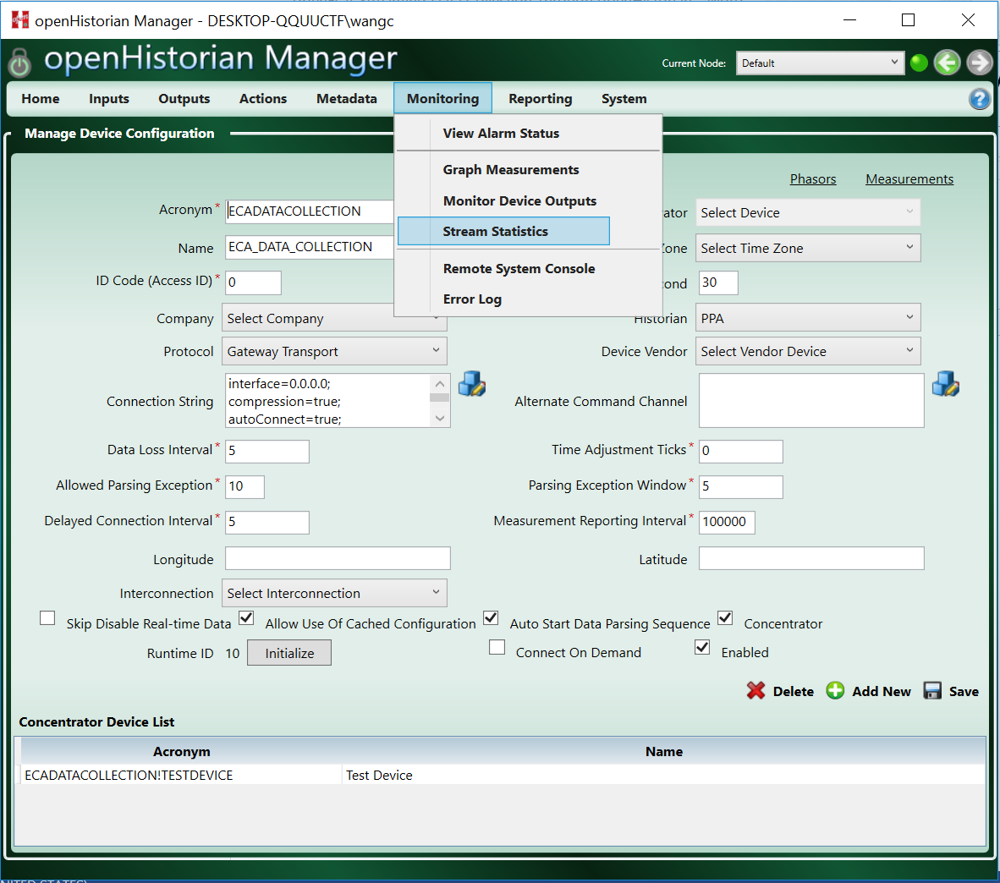 openHistorian Manager - DESKTOP-QQUUCTF\wangc
openHistorian Manager
Current Node: Default
Home Inputs Outputs Actions Metadata Monitoring Reporting System
View Alarm Status
Graph Measurements
Monitor Device Outputs
Stream Statistics
Remote System Console
Error Log
Manage Device Configuration
Phasors Measurements
Acronym* ECADATACOLLECTION Select Device
Name ECA_DATA_COLLECTION Select Time Zone
ID Code (Access ID)* 0 30
Company Select Company Historian PPA
Protocol Gateway Transport Device Vendor Select Vendor Device
Connection String interface=0.0.0.0; Alternate Command Channel
compression=true;
autoConnect=true;
Data Loss Interval* 5 Time Adjustment Ticks* 0
Allowed Parsing Exception* 10 Parsing Exception Window* 5
Delayed Connection Interval* 5 Measurement Reporting Interval* 100000
Longitude Latitude
Interconnection Select Interconnection
Skip Disable Real-time Data Allow Use Of Cached Configuration Auto Start Data Parsing Sequence Concentrator
Runtime ID 10 Initialize Connect On Demand Enabled
Delete Add New Save
Concentrator Device List
Acronym Name
ECADATACOLLECTION!TESTDEVICE Test Device